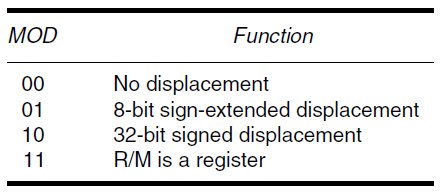 MOD Function
00 No displacement
01 8-bit sign-extended displacement
10 32-bit signed displacement
11 R/M is a register